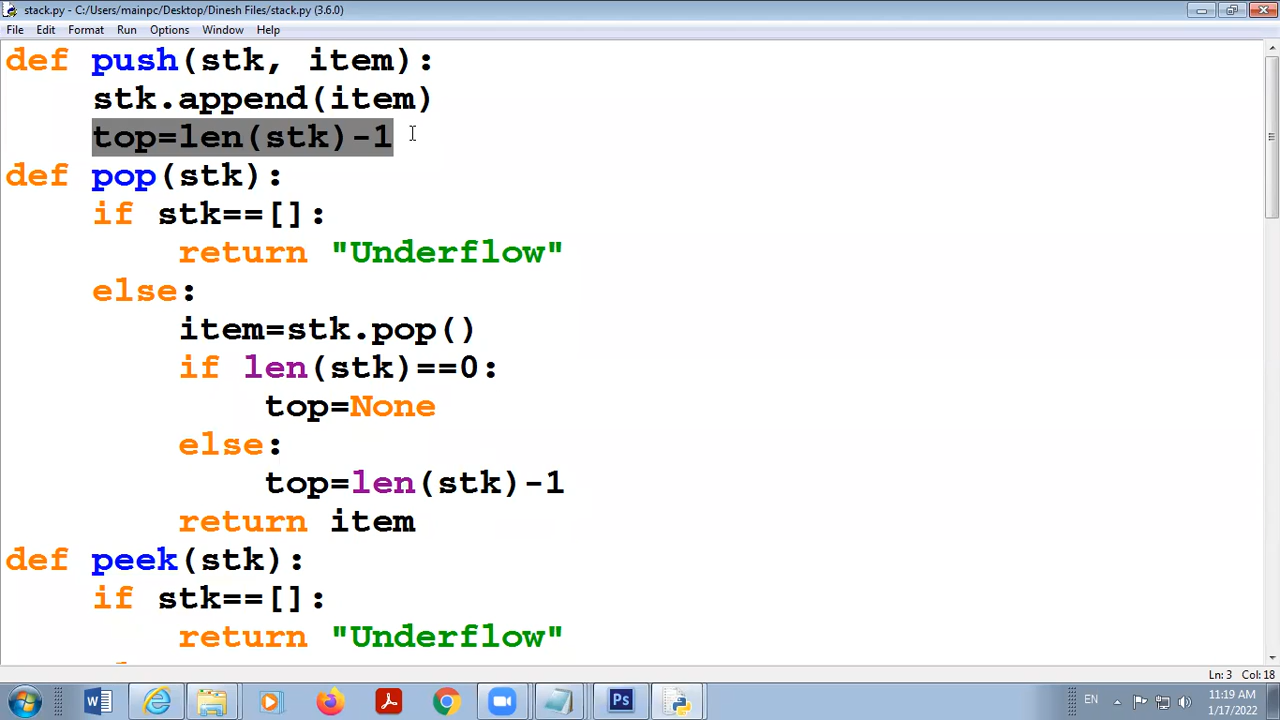 stack.py - C:/Users/mainpc/Desktop/Dinesh Files/stack.py (3.6.0)
File Edit Format Run Options Window Help
def push(stk, item):
    stk.append(item)
    top=len(stk)-1
def pop(stk):
    if stk==[]:
        return "Underflow"
    else:
        item=stk.pop()
        if len(stk)==0:
            top=None
        else:
            top=len(stk)-1
        return item
def peek(stk):
    if stk==[]:
        return "Underflow"
Ln: 3 Col: 18
W Ps EN 11:19 AM
1/17/2022